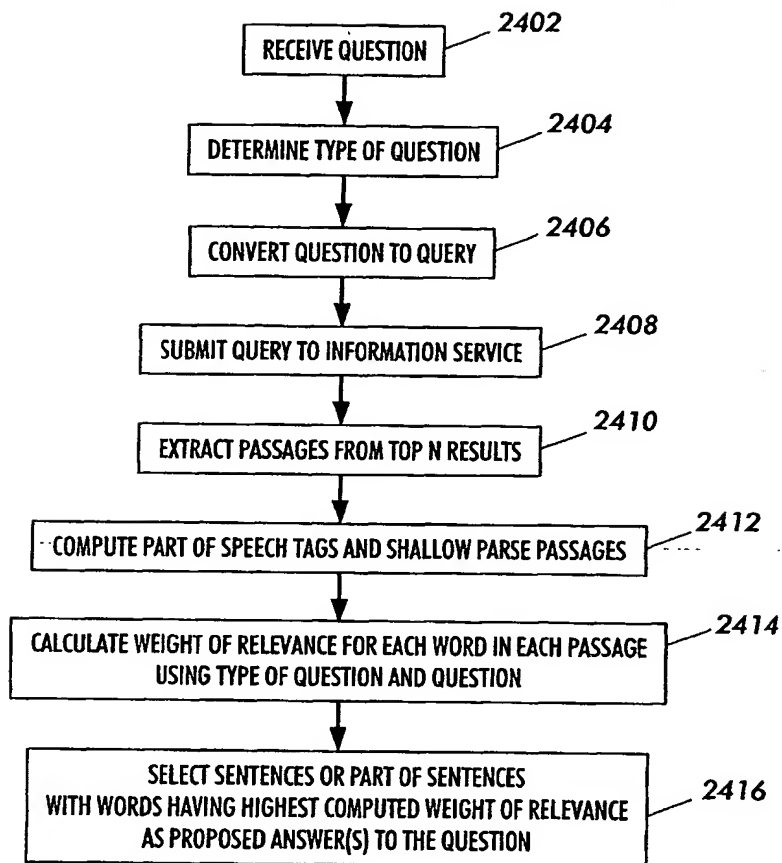 2402
RECEIVE QUESTION
2404
DETERMINE TYPE OF QUESTION
2406
CONVERT QUESTION TO QUERY
2408
SUBMIT QUERY TO INFORMATION SERVICE
2410
EXTRACT PASSAGES FROM TOP N RESULTS
2412
COMPUTE PART OF SPEECH TAGS AND SHALLOW PARSE PASSAGES
2414
CALCULATE WEIGHT OF RELEVANCE FOR EACH WORD IN EACH PASSAGE
USING TYPE OF QUESTION AND QUESTION
SELECT SENTENCES OR PART OF SENTENCES
WITH WORDS HAVING HIGHEST COMPUTED WEIGHT OF RELEVANCE
2416
AS PROPOSED ANSWER(S) TO THE QUESTION